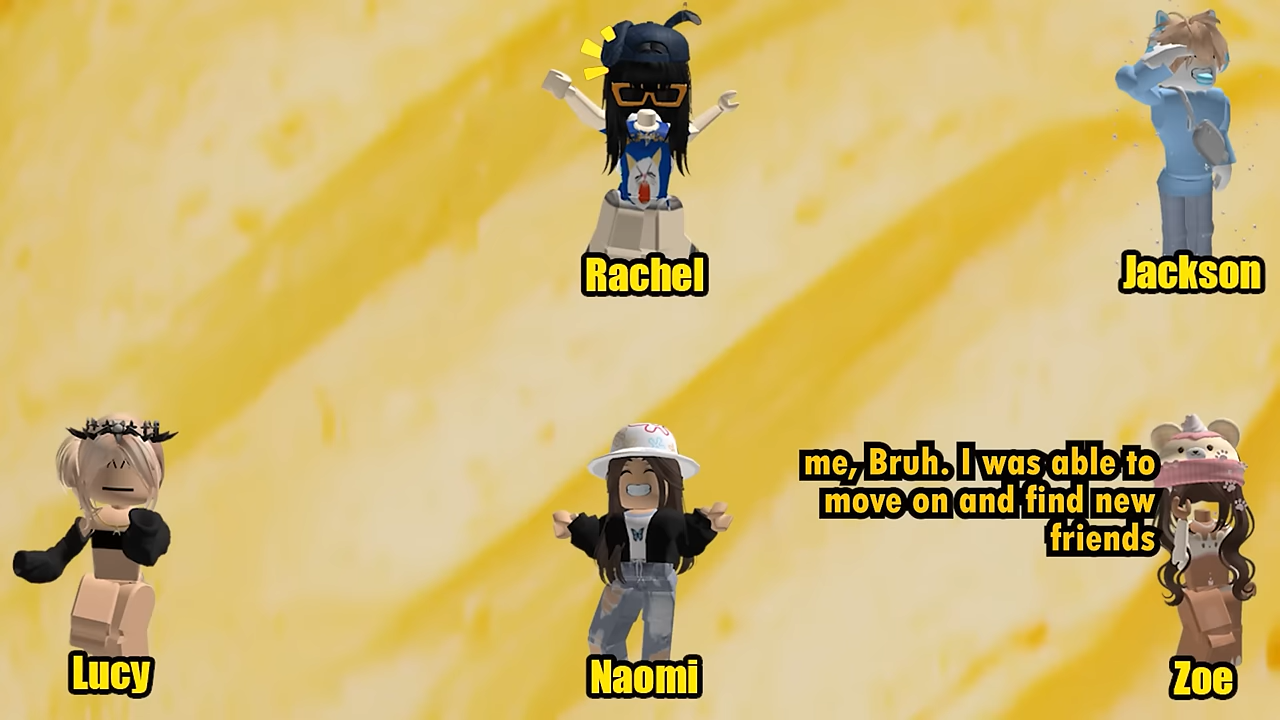 Rachel
Jackson
me, Bruh. I was able to
move on and find new
friends
Lucy
Naomi
Zoe